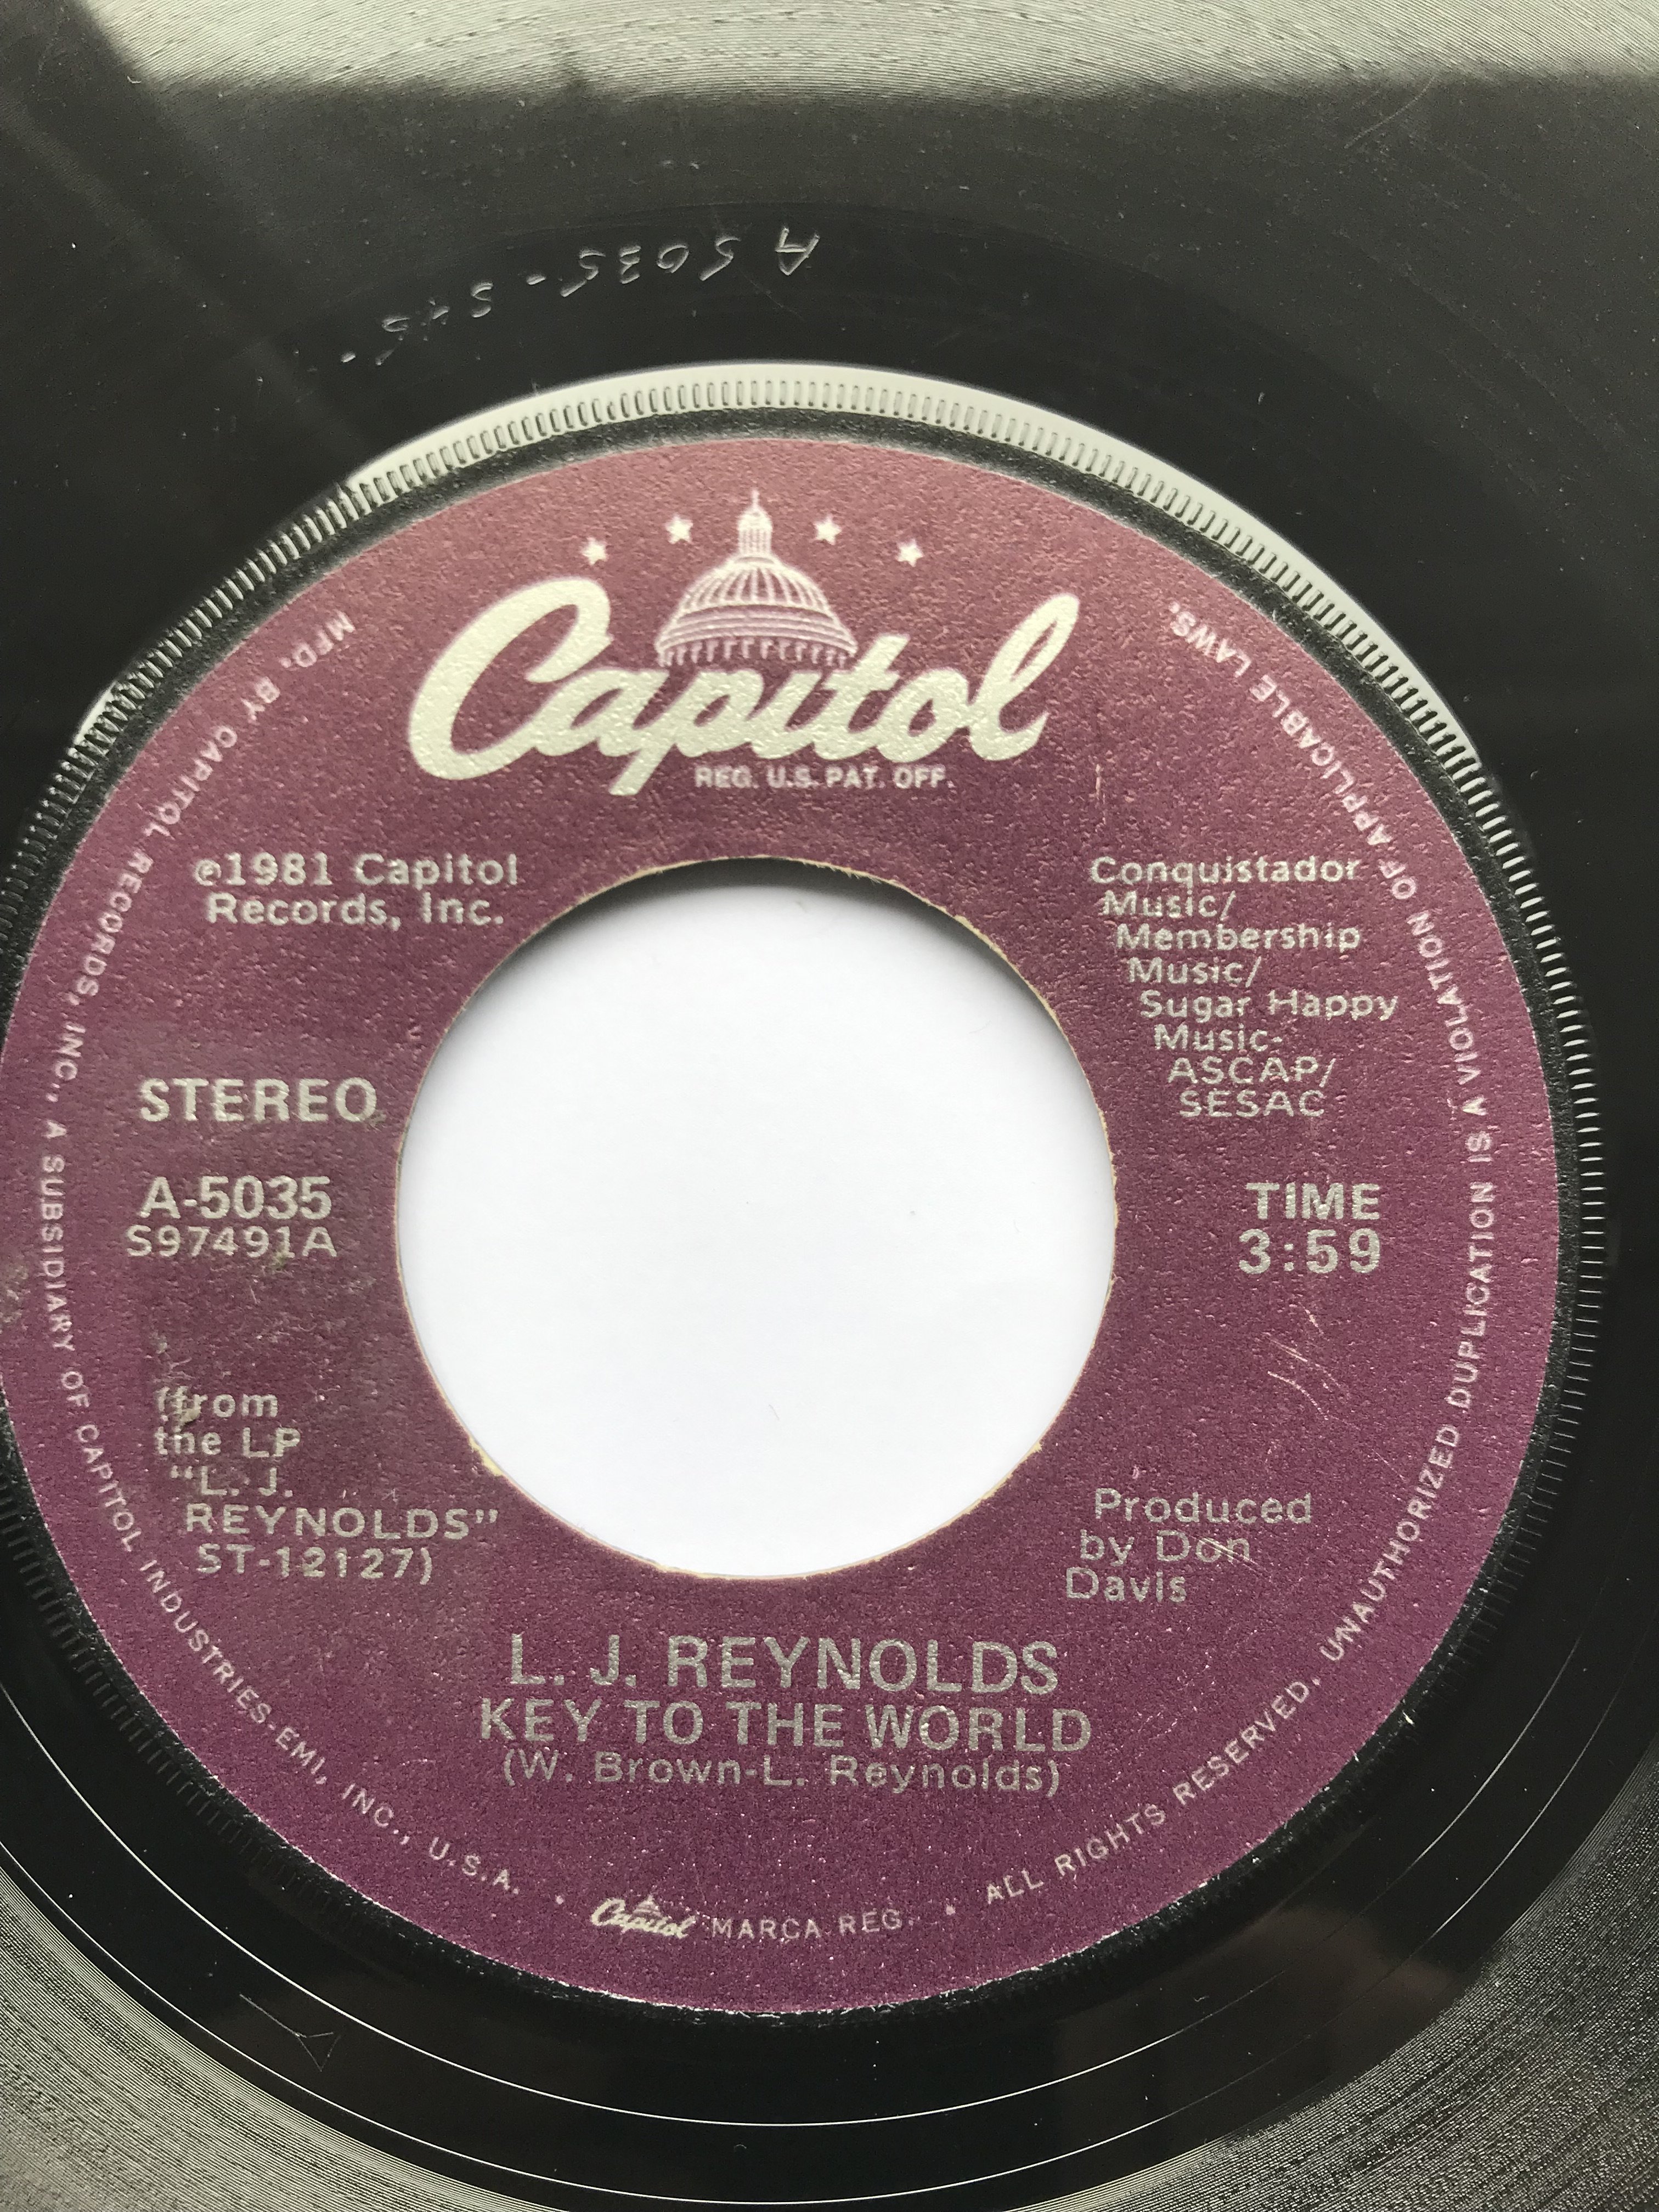 A5035-S
Capitol
REG. U.S. PAT. OFF.
℗1981 Capitol
Records, Inc.
Conquistador
Music/
Membership
Music/
Sugar Happy
Music-
ASCAP/
SESAC
STEREO
A-5035
S97491A
TIME
3:59
(from
the LP
"L. J.
REYNOLDS"
ST-12127)
Produced
by Don
Davis
L. J. REYNOLDS
KEY TO THE WORLD
(W. Brown-L. Reynolds)
MFD. BY CAPITOL RECORDS, INC., A SUBSIDIARY OF CAPITOL INDUSTRIES-EMI, INC., U.S.A. • Capitol MARCA REG. • ALL RIGHTS RESERVED. UNAUTHORIZED DUPLICATION IS A VIOLATION OF APPLICABLE LAWS.